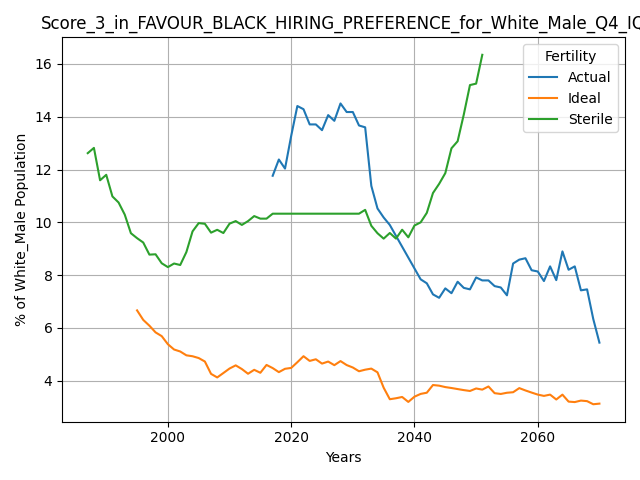 Score_3_in_FAVOUR_BLACK_HIRING_PREFERENCE_for_White_Male_Q4_IQ
Fertility
Actual
Ideal
Sterile
% of White_Male Population
16
14
12
10
8
6
4
2000 2020 2040 2060
Years